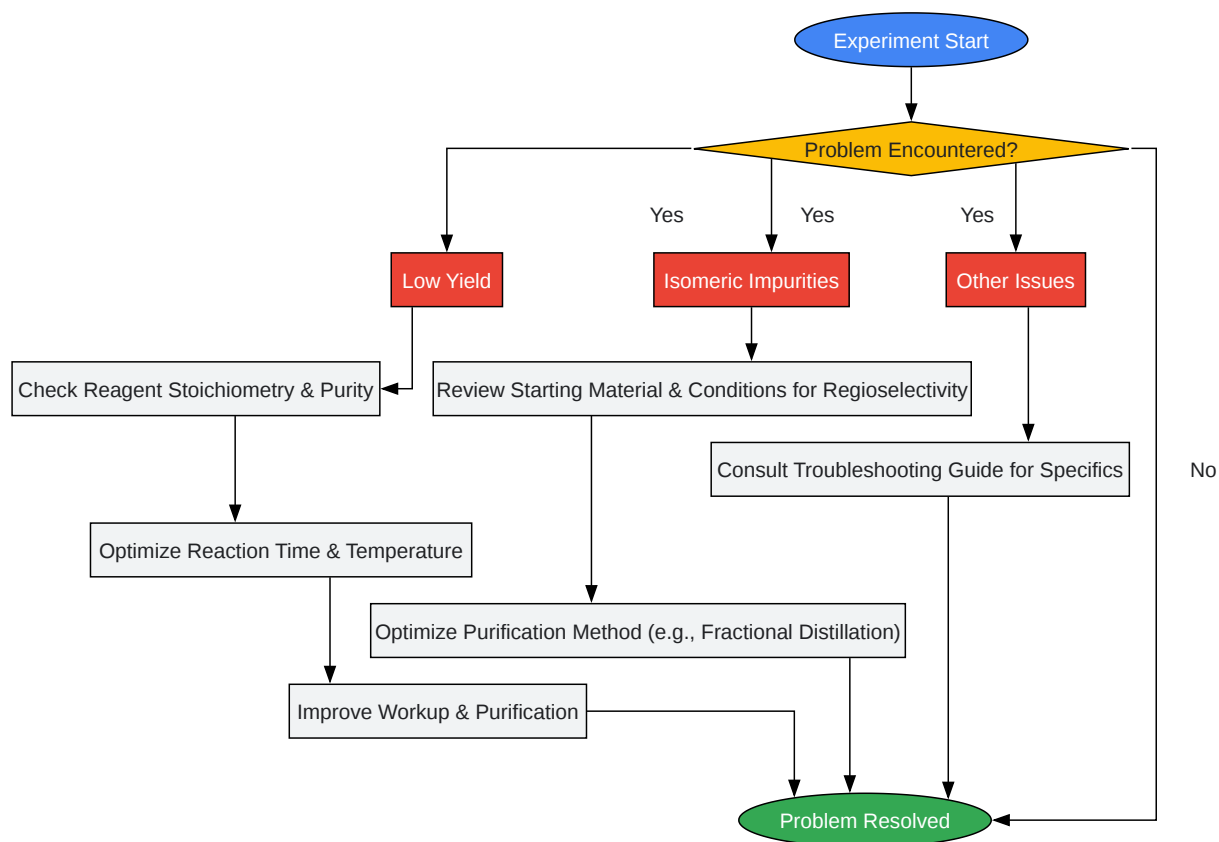 Experiment Start
Problem Encountered?
Yes
Yes
Yes
Low Yield
Isomeric Impurities
Other Issues
Check Reagent Stoichiometry & Purity
Review Starting Material & Conditions for Regioselectivity
Consult Troubleshooting Guide for Specifics
No
Optimize Reaction Time & Temperature
Optimize Purification Method (e.g., Fractional Distillation)
Improve Workup & Purification
Problem Resolved